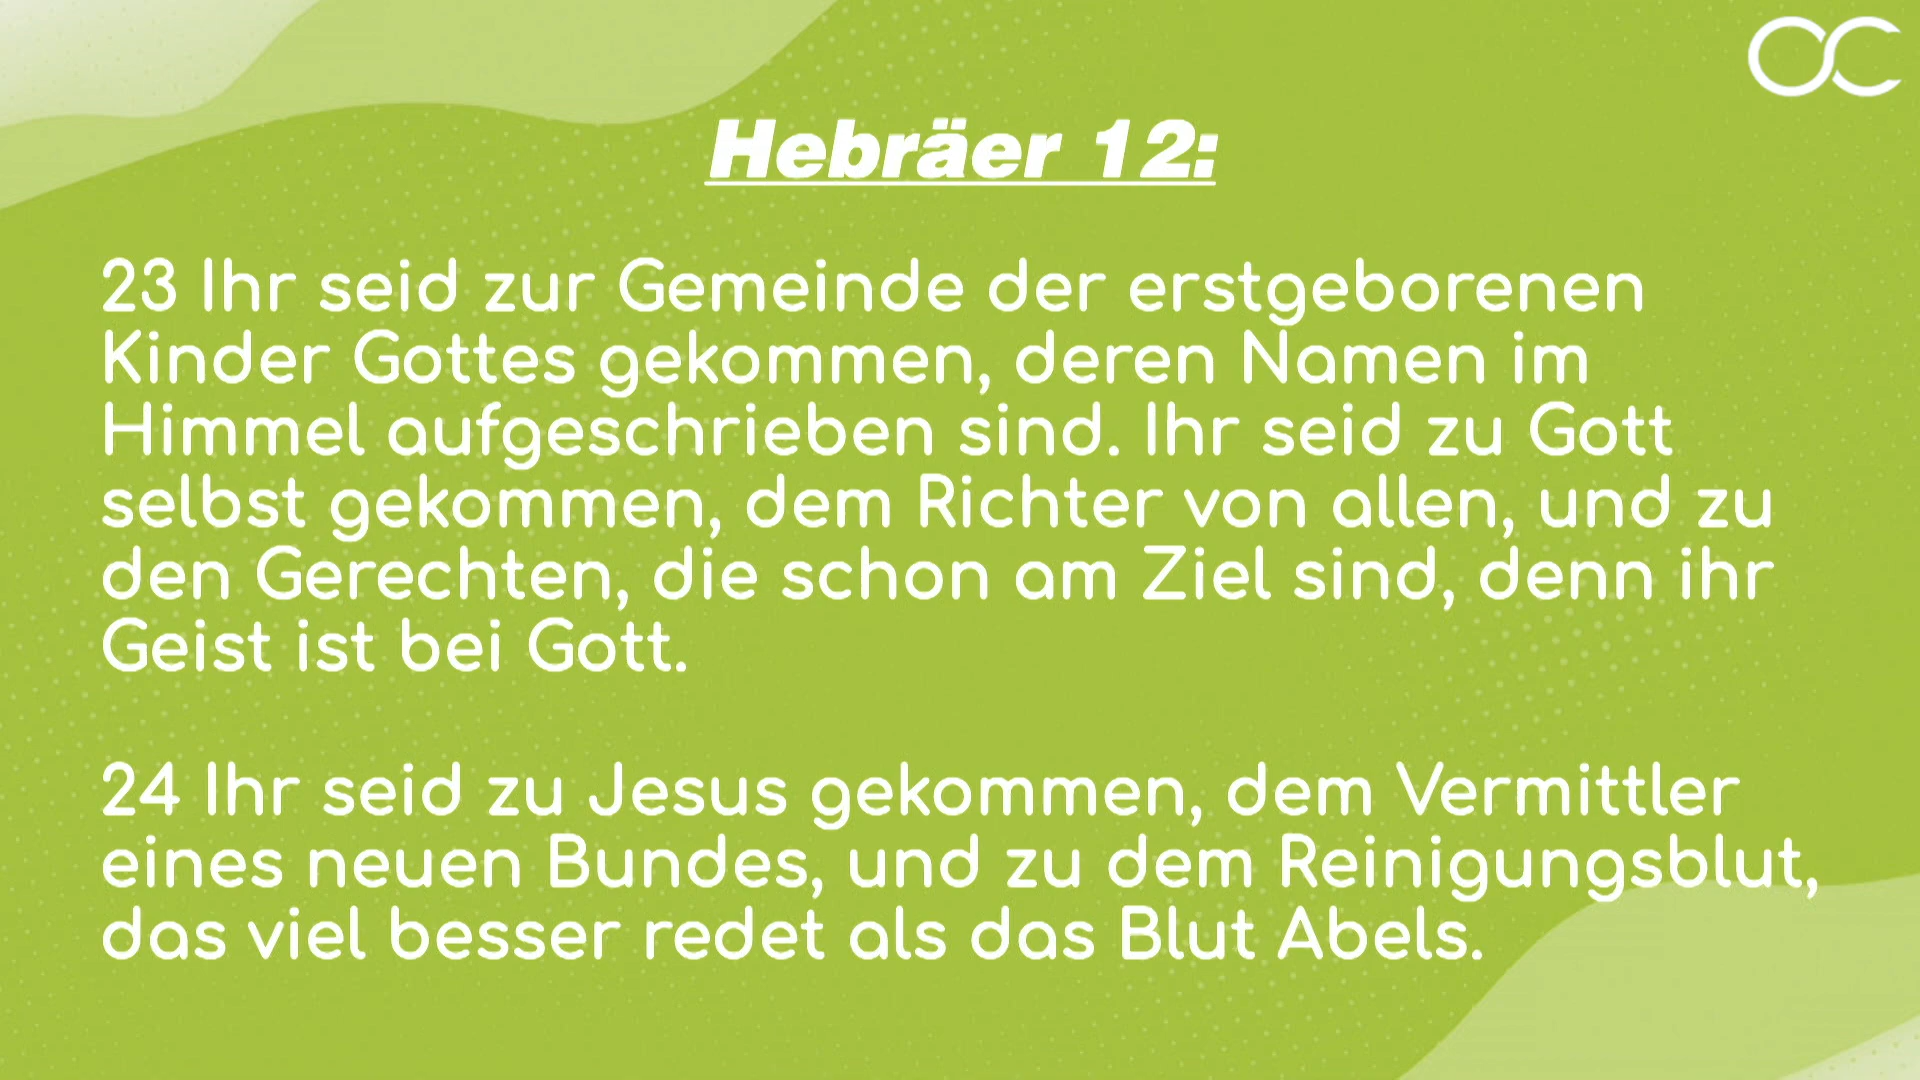 OC
Hebräer 12:
23 Ihr seid zur Gemeinde der erstgeborenen
Kinder Gottes gekommen, deren Namen im
Himmel aufgeschrieben sind. Ihr seid zu Gott
selbst gekommen, dem Richter von allen, und zu
den Gerechten, die schon am Ziel sind, denn ihr
Geist ist bei Gott.
24 Ihr seid zu Jesus gekommen, dem Vermittler
eines neuen Bundes, und zu dem Reinigungsblut,
das viel besser redet als das Blut Abels.